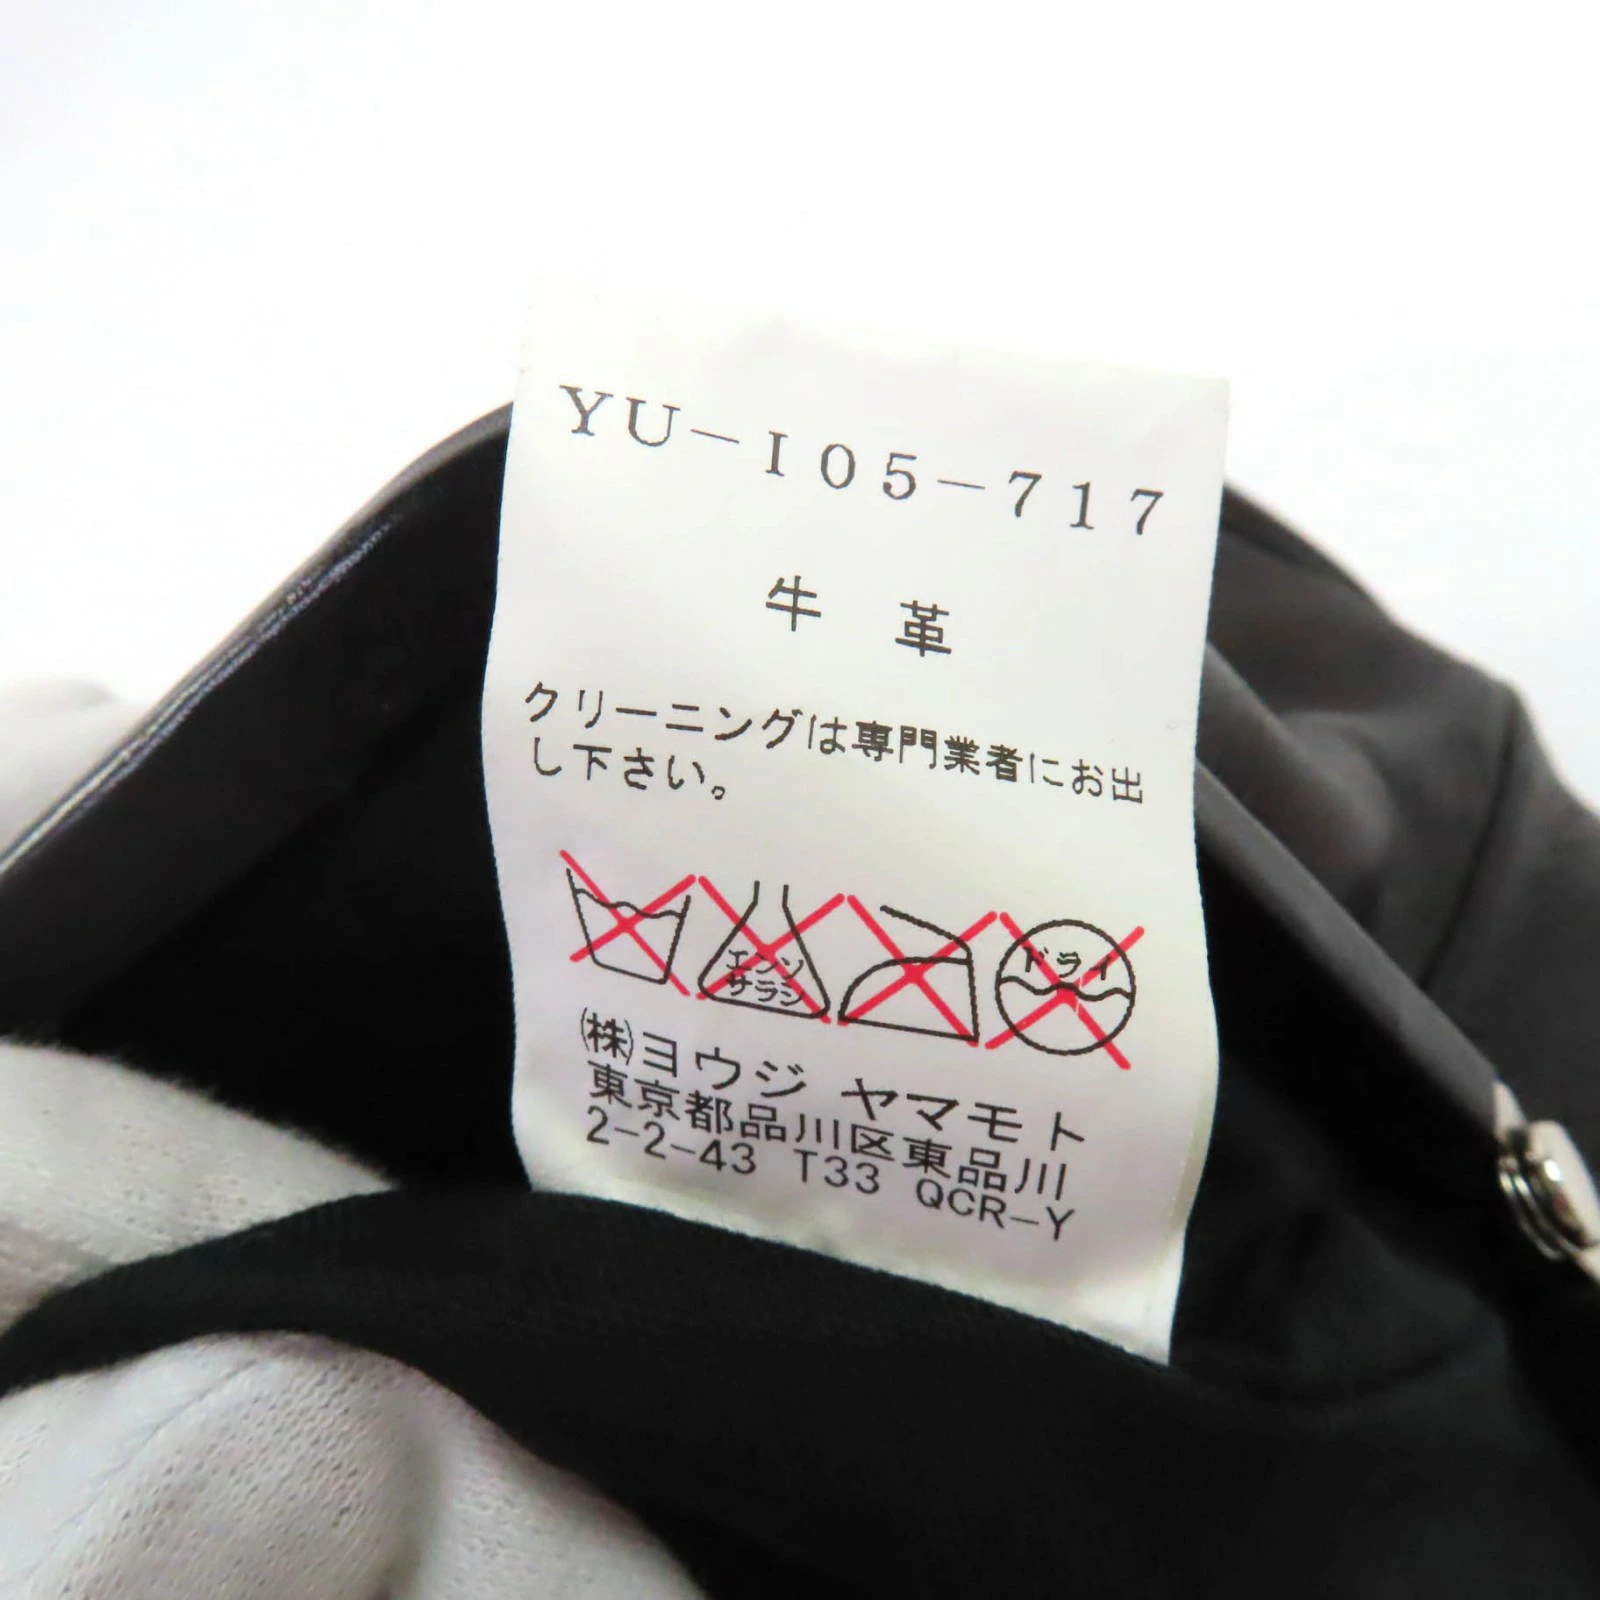 YU-I05-717
牛 革
クリーニングは専門業者にお出
し下さい。
エンソ
サラシ
ドライ
㈱ヨウジ ヤマモト
東京都品川区東品川
2-2-43 T33 QCR-Y